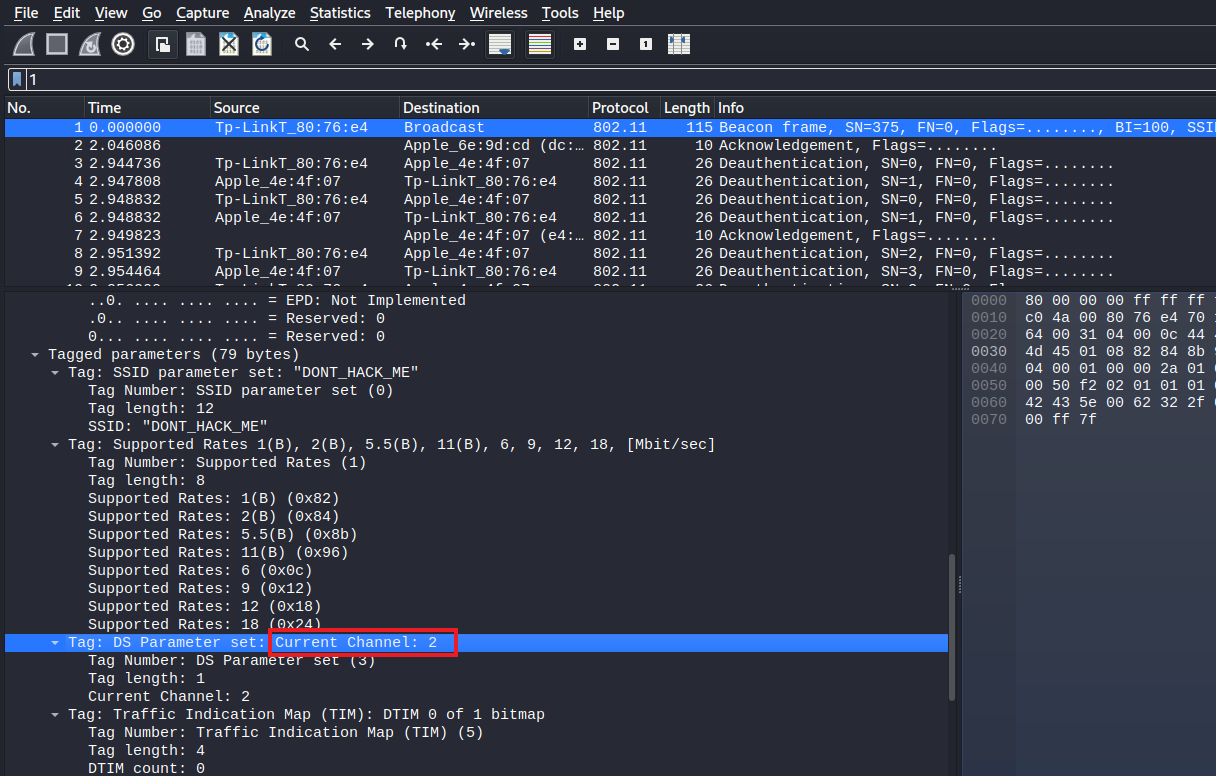 File Edit View Go Capture Analyze Statistics Telephony Wireless Tools Help
1
No. Time Source Destination Protocol Length Info
1 0.000000 Tp-LinkT_80:76:e4 Broadcast 802.11 115 Beacon frame, SN=375, FN=0, Flags=........, BI=100, SSI
2 2.046086 Apple_6e:9d:cd (dc:… 802.11 10 Acknowledgement, Flags=........
3 2.944736 Tp-LinkT_80:76:e4 Apple_4e:4f:07 802.11 26 Deauthentication, SN=0, FN=0, Flags=........
4 2.947808 Apple_4e:4f:07 Tp-LinkT_80:76:e4 802.11 26 Deauthentication, SN=1, FN=0, Flags=........
5 2.948832 Tp-LinkT_80:76:e4 Apple_4e:4f:07 802.11 26 Deauthentication, SN=0, FN=0, Flags=........
6 2.948832 Apple_4e:4f:07 Tp-LinkT_80:76:e4 802.11 26 Deauthentication, SN=1, FN=0, Flags=........
7 2.949823 Apple_4e:4f:07 (e4:… 802.11 10 Acknowledgement, Flags=........
8 2.951392 Tp-LinkT_80:76:e4 Apple_4e:4f:07 802.11 26 Deauthentication, SN=2, FN=0, Flags=........
9 2.954464 Apple_4e:4f:07 Tp-LinkT_80:76:e4 802.11 26 Deauthentication, SN=3, FN=0, Flags=........
..0. .... .... .... = EPD: Not Implemented
.0.. .... .... .... = Reserved: 0
0... .... .... .... = Reserved: 0
Tagged parameters (79 bytes)
Tag: SSID parameter set: "DONT_HACK_ME"
Tag Number: SSID parameter set (0)
Tag length: 12
SSID: "DONT_HACK_ME"
Tag: Supported Rates 1(B), 2(B), 5.5(B), 11(B), 6, 9, 12, 18, [Mbit/sec]
Tag Number: Supported Rates (1)
Tag length: 8
Supported Rates: 1(B) (0x82)
Supported Rates: 2(B) (0x84)
Supported Rates: 5.5(B) (0x8b)
Supported Rates: 11(B) (0x96)
Supported Rates: 6 (0x0c)
Supported Rates: 9 (0x12)
Supported Rates: 12 (0x18)
Supported Rates: 18 (0x24)
Tag: DS Parameter set: Current Channel: 2
Tag Number: DS Parameter set (3)
Tag length: 1
Current Channel: 2
Tag: Traffic Indication Map (TIM): DTIM 0 of 1 bitmap
Tag Number: Traffic Indication Map (TIM) (5)
Tag length: 4
DTIM count: 0
0000 80 00 00 00 ff ff ff
0010 c0 4a 00 80 76 e4 70
0020 64 00 31 04 00 0c 44
0030 4d 45 01 08 82 84 8b
0040 04 00 01 00 00 2a 01
0050 00 50 f2 02 01 01 01
0060 42 43 5e 00 62 32 2f
0070 00 ff 7f